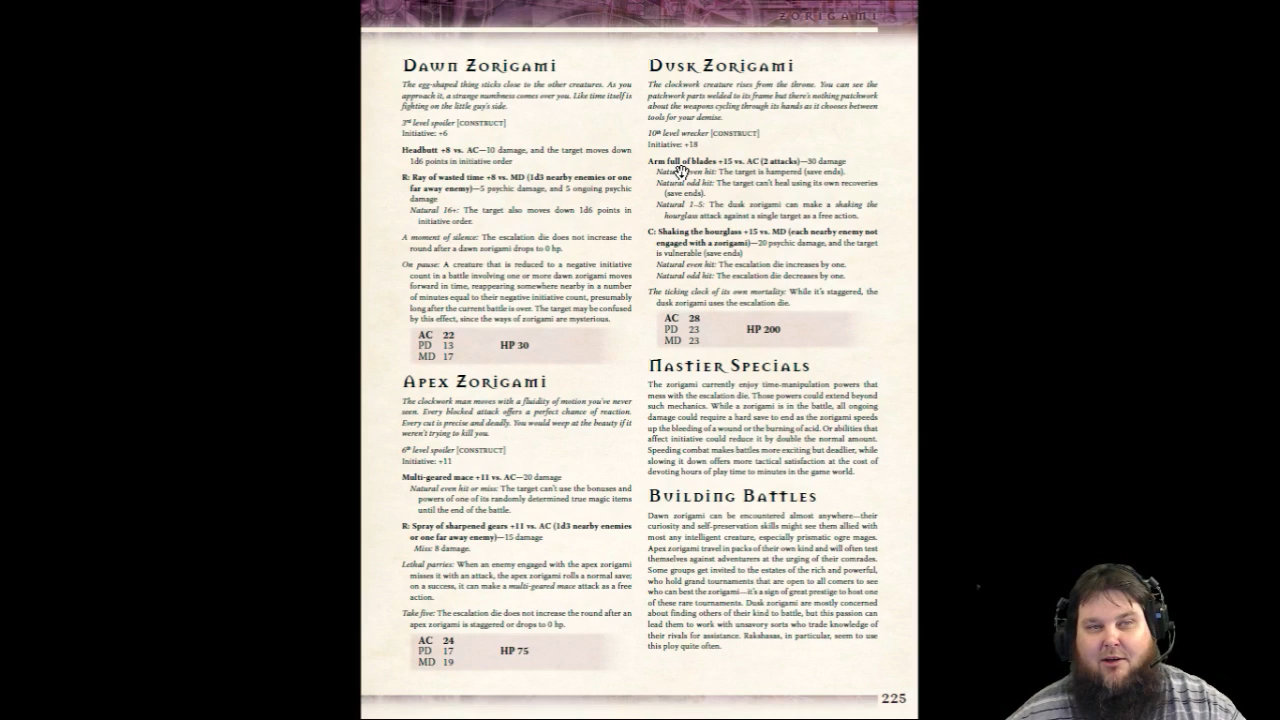 ZORIGAMI
Dawn Zorigami
The egg-shaped thing sticks close to the other creatures. As you
approach it, a strange numbness comes over you. Like time itself is
fighting on the little guy's side.
3rd level spoiler [CONSTRUCT]
Initiative: +6
Headbutt +8 vs. AC—10 damage, and the target moves down
1d6 points in initiative order
R: Ray of wasted time +8 vs. MD (1d3 nearby enemies or one
far away enemy)—5 psychic damage, and 5 ongoing psychic
damage
Natural 16+: The target also moves down 1d6 points in
initiative order.
A moment of silence: The escalation die does not increase the
round after a dawn zorigami drops to 0 hp.
On pause: A creature that is reduced to a negative initiative
count in a battle involving one or more dawn zorigami moves
forward in time, reappearing somewhere nearby in a number
of minutes equal to their negative initiative count, presumably
long after the current battle is over. The target may be confused
by this effect, since the ways of zorigami are mysterious.
AC 22
PD 13 HP 30
MD 17
Apex Zorigami
The clockwork man moves with a fluidity of motion you've never
seen. Every blocked attack offers a perfect chance of reaction.
Every cut is precise and deadly. You would weep at the beauty if it
weren't trying to kill you.
6th level spoiler [CONSTRUCT]
Initiative: +11
Multi-geared mace +11 vs. AC—20 damage
Natural even hit or miss: The target can't use the bonuses and
powers of one of its randomly determined true magic items
until the end of the battle.
R: Spray of sharpened gears +11 vs. AC (1d3 nearby enemies
or one far away enemy)—15 damage
Miss: 8 damage.
Lethal parries: When an enemy engaged with the apex zorigami
misses it with an attack, the apex zorigami rolls a normal save;
on a success, it can make a multi-geared mace attack as a free
action.
Take five: The escalation die does not increase the round after an
apex zorigami is staggered or drops to 0 hp.
AC 24
PD 17 HP 75
MD 19
Dusk Zorigami
The clockwork creature rises from the throne. You can see the
patchwork parts welded to its frame but there's nothing patchwork
about the weapons cycling through its hands as it chooses between
tools for your demise.
10th level wrecker [CONSTRUCT]
Initiative: +18
Arm full of blades +15 vs. AC (2 attacks)—30 damage
even hit: The target is hampered (save ends).
Natural odd hit: The target can't heal using its own recoveries
(save ends).
Natural 1–5: The dusk zorigami can make a shaking the
hourglass attack against a single target as a free action.
C: Shaking the hourglass +15 vs. MD (each nearby enemy not
engaged with a zorigami)—20 psychic damage, and the target
is vulnerable (save ends)
Natural even hit: The escalation die increases by one.
Natural odd hit: The escalation die decreases by one.
The ticking clock of its own mortality: While it's staggered, the
dusk zorigami uses the escalation die.
AC 28
PD 23 HP 200
MD 23
Nastier Specials
The zorigami currently enjoy time-manipulation powers that
mess with the escalation die. Those powers could extend beyond
such mechanics. While a zorigami is in the battle, all ongoing
damage could require a hard save to end as the zorigami speeds
up the bleeding of a wound or the burning of acid. Or abilities that
affect initiative could reduce it by double the normal amount.
Speeding combat makes battles more exciting but deadlier, while
slowing it down offers more tactical satisfaction at the cost of
devoting hours of play time to minutes in the game world.
Building Battles
Dawn zorigami can be encountered almost anywhere—their
curiosity and self-preservation skills might see them allied with
most any intelligent creature, especially prismatic ogre mages.
Apex zorigami travel in packs of their own kind and will often test
themselves against adventurers at the urging of their comrades.
Some groups get invited to the estates of the rich and powerful,
who hold grand tournaments that are open to all comers to see
who can best the zorigami—it's a sign of great prestige to host one
of these rare tournaments. Dusk zorigami are mostly concerned
about finding others of their kind to battle, but this passion can
lead them to work with unsavory sorts who trade knowledge of
their rivals for assistance. Rakshasas, in particular, seem to use
this ploy quite often.
225